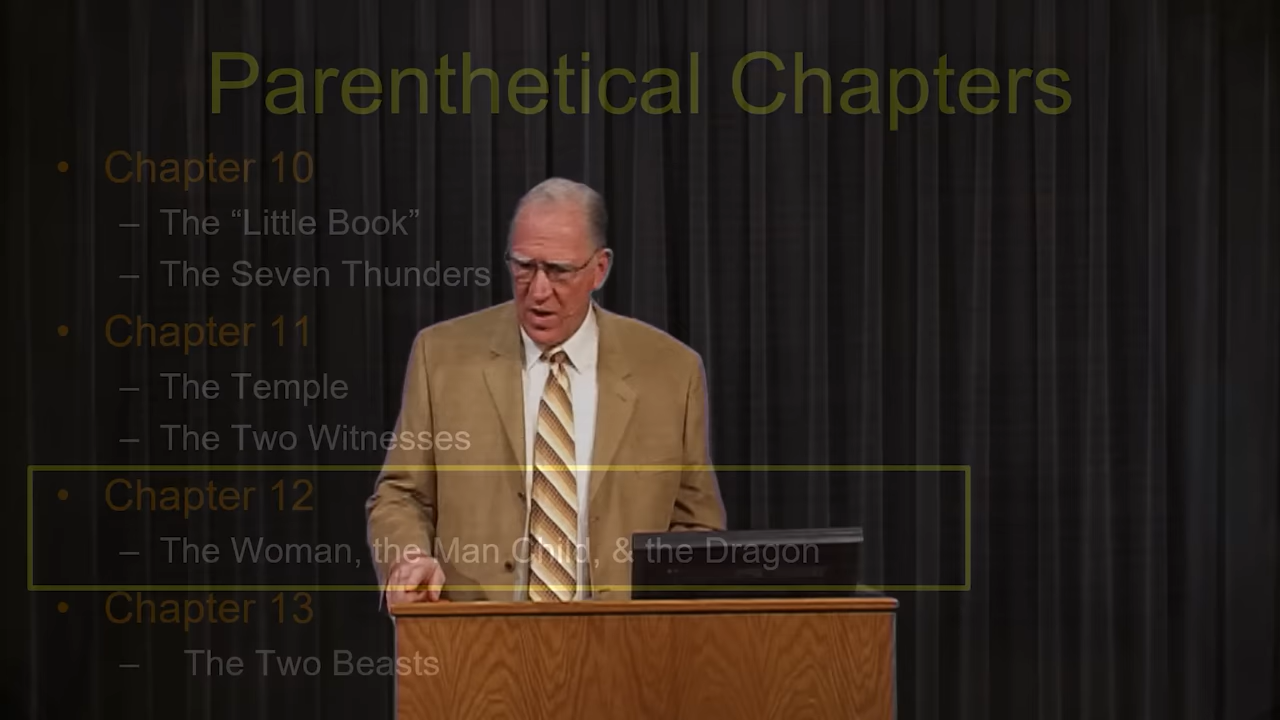 Parenthetical Chapters
• Chapter 10
– The “Little Book”
– The Seven Thunders
• Chapter 11
– The Temple
– The Two Witnesses
• Chapter 12
– The Woman, the Man Child, & the Dragon
• Chapter 13
– The Two Beasts